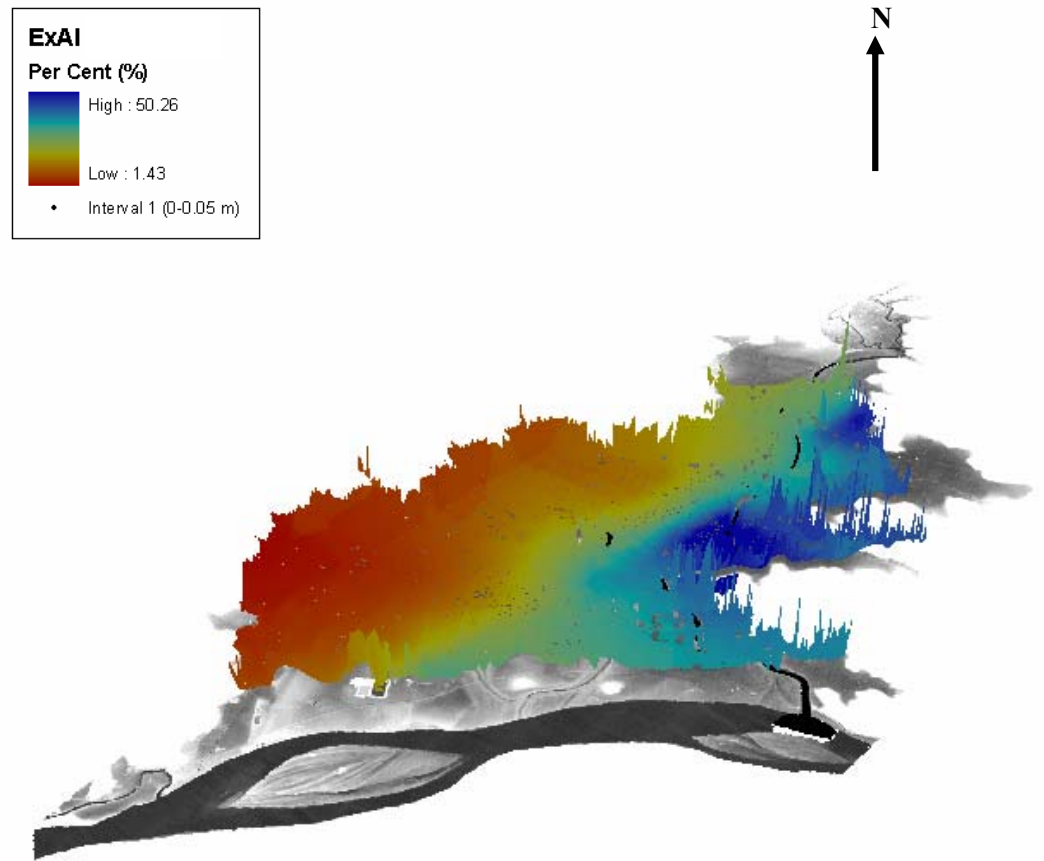 ExAl
Per Cent (%)
High : 50.26
Low : 1.43
Interval 1 (0-0.05 m)
N